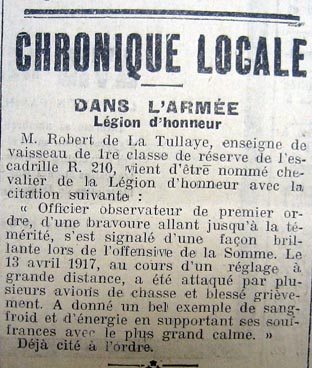 CHRONIQUE LOCALE
DANS L'ARMÉE
Légion d'honneur
M. Robert de La Tullaye, enseigne de
vaisseau de 1re classe de réserve de l'es-
cadrille R. 210, vient d'être nommé che-
valier de la Légion d'honneur avec la
citation suivante :
« Officier observateur de premier or-
dre, d'une bravoure allant jusqu'à la té-
mérité, s'est signalé d'une façon bril-
lante lors de l'offensive de la Somme. Le
13 avril 1917, au cours d'un réglage à
grande distance, a été attaqué par plu-
sieurs avions de chasse et blessé griève-
ment. A donné un bel exemple de sang-
froid et d'énergie en supportant ses souf-
frances avec le plus grand calme. »
Déjà cité à l'ordre.